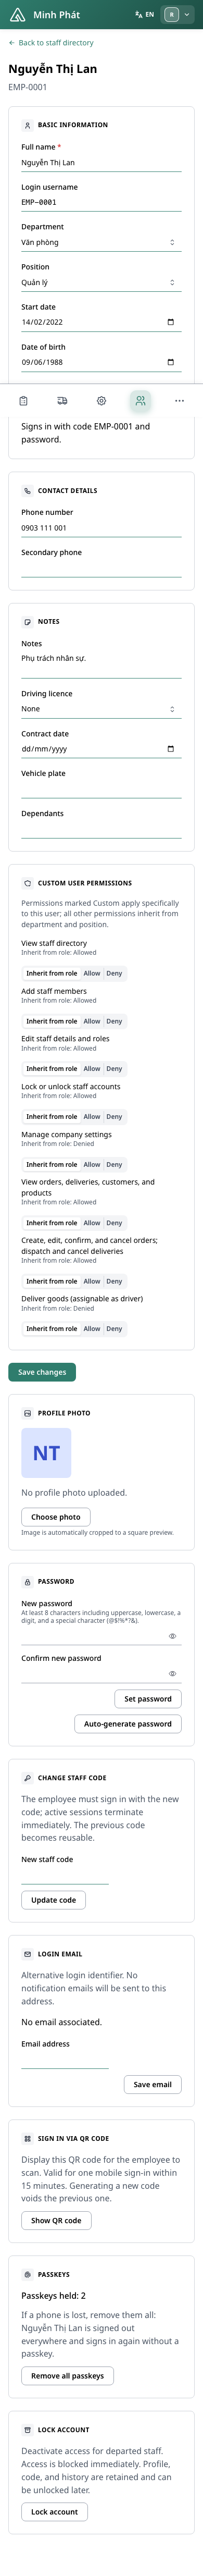 Minh Phát
EN
R
Back to staff directory
Nguyễn Thị Lan
EMP-0001
BASIC INFORMATION
Full name *
Nguyễn Thị Lan
Login username
EMP-0001
Department
Văn phòng
Position
Quản lý
Start date
14/02/2022
Date of birth
09/06/1988
Signs in with code EMP-0001 and
password.
CONTACT DETAILS
Phone number
0903 111 001
Secondary phone
NOTES
Notes
Phụ trách nhân sự.
Driving licence
None
Contract date
dd/mm/yyyy
Vehicle plate
Dependants
CUSTOM USER PERMISSIONS
Permissions marked Custom apply specifically
to this user; all other permissions inherit from
department and position.
View staff directory
Inherit from role: Allowed
Inherit from role Allow Deny
Add staff members
Inherit from role: Allowed
Inherit from role Allow Deny
Edit staff details and roles
Inherit from role: Allowed
Inherit from role Allow Deny
Lock or unlock staff accounts
Inherit from role: Allowed
Inherit from role Allow Deny
Manage company settings
Inherit from role: Denied
Inherit from role Allow Deny
View orders, deliveries, customers, and
products
Inherit from role: Allowed
Inherit from role Allow Deny
Create, edit, confirm, and cancel orders;
dispatch and cancel deliveries
Inherit from role: Allowed
Inherit from role Allow Deny
Deliver goods (assignable as driver)
Inherit from role: Denied
Inherit from role Allow Deny
Save changes
PROFILE PHOTO
NT
No profile photo uploaded.
Choose photo
Image is automatically cropped to a square preview.
PASSWORD
New password
At least 8 characters including uppercase, lowercase, a
digit, and a special character (@$!%*?&).
Confirm new password
Set password
Auto-generate password
CHANGE STAFF CODE
The employee must sign in with the new
code; active sessions terminate
immediately. The previous code
becomes reusable.
New staff code
Update code
LOGIN EMAIL
Alternative login identifier. No
notification emails will be sent to this
address.
No email associated.
Email address
Save email
SIGN IN VIA QR CODE
Display this QR code for the employee to
scan. Valid for one mobile sign-in within
15 minutes. Generating a new code
voids the previous one.
Show QR code
PASSKEYS
Passkeys held: 2
If a phone is lost, remove them all:
Nguyễn Thị Lan is signed out
everywhere and signs in again without a
passkey.
Remove all passkeys
LOCK ACCOUNT
Deactivate access for departed staff.
Access is blocked immediately. Profile,
code, and history are retained and can
be unlocked later.
Lock account